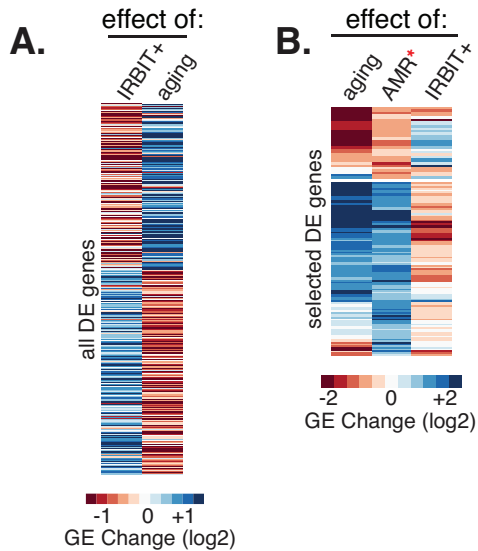 A.
effect of:
IRBIT+
aging
all DE genes
-1 0 +1
GE Change (log2)
B.
effect of:
aging
AMR*
IRBIT+
selected DE genes
-2 0 +2
GE Change (log2)